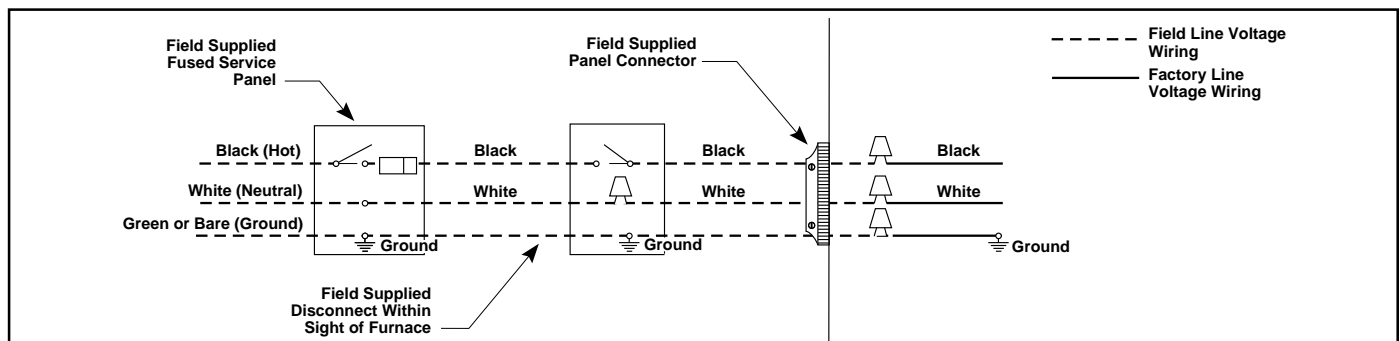 Field Supplied
Fused Service
Panel
Field Supplied
Panel Connector
Field Line Voltage
Wiring
Factory Line
Voltage Wiring
Black (Hot)
Black
Black
Black
White (Neutral)
White
White
White
Green or Bare (Ground)
Ground
Ground
Ground
Field Supplied
Disconnect Within
Sight of Furnace